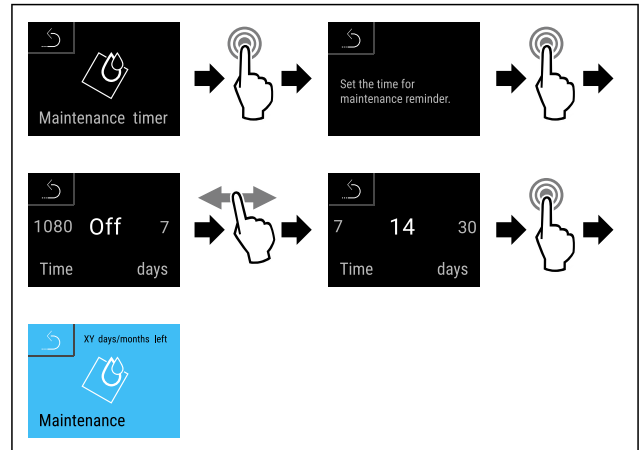 Maintenance timer
Set the time for
maintenance reminder.
1080 Off 7
Time days
7 14 30
Time days
XY days/months left
Maintenance